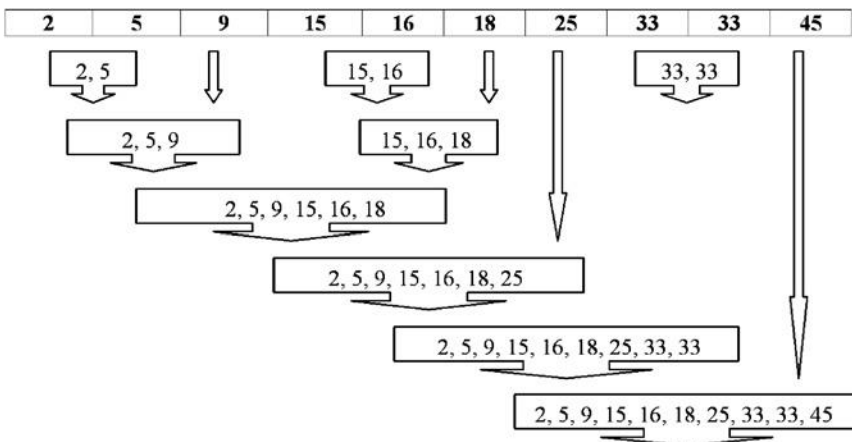 2 5 9 15 16 18 25 33 33 45
2, 5 15, 16 33, 33
2, 5, 9 15, 16, 18
2, 5, 9, 15, 16, 18
2, 5, 9, 15, 16, 18, 25
2, 5, 9, 15, 16, 18, 25, 33, 33
2, 5, 9, 15, 16, 18, 25, 33, 33, 45